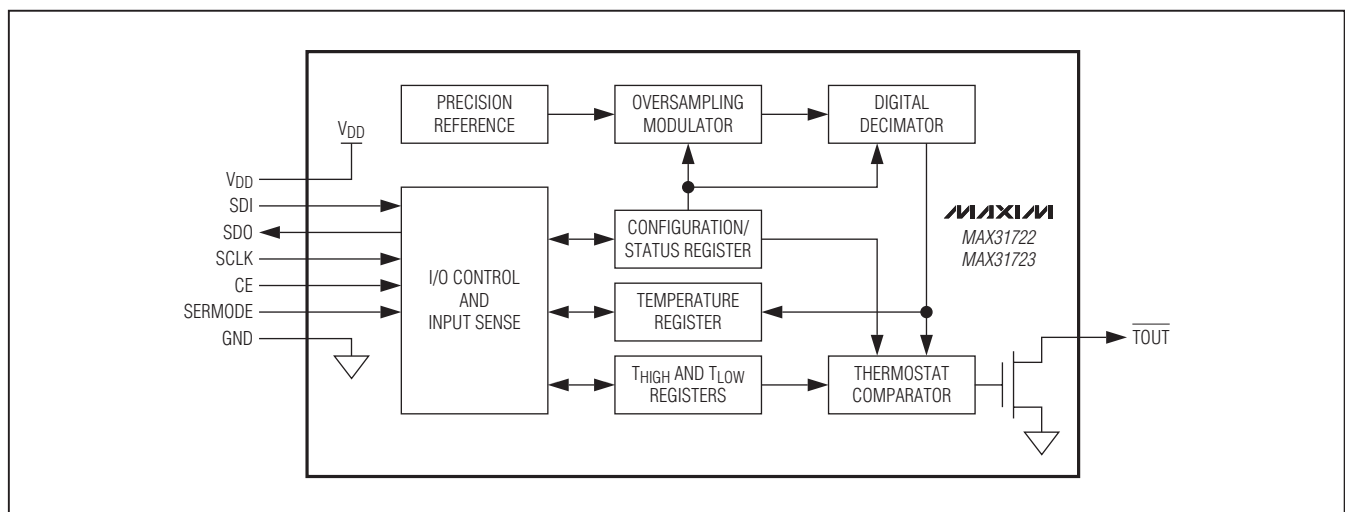 PRECISION
REFERENCE
OVERSAMPLING
MODULATOR
DIGITAL
DECIMATOR
VDD
VDD
SDI
SDO
SCLK
CE
SERMODE
GND
I/O CONTROL
AND
INPUT SENSE
CONFIGURATION/
STATUS REGISTER
TEMPERATURE
REGISTER
THIGH AND TLOW
REGISTERS
THERMOSTAT
COMPARATOR
MAXIM
MAX31722
MAX31723
TOUT